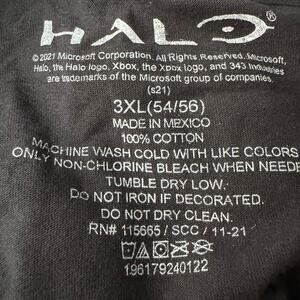 HALO®
©2021 Microsoft Corporation. All Rights Reserved. Microsoft,
Halo, the Halo logo, Xbox, the Xbox logo, and 343 Industries
are trademarks of the Microsoft group of companies.
(s21)
3XL(54/56)
MADE IN MEXICO
100% COTTON
MACHINE WASH COLD WITH LIKE COLORS
ONLY NON-CHLORINE BLEACH WHEN NEEDE
TUMBLE DRY LOW.
DO NOT IRON IF DECORATED.
DO NOT DRY CLEAN.
RN# 115665 / SCC / 11-21
196179240122